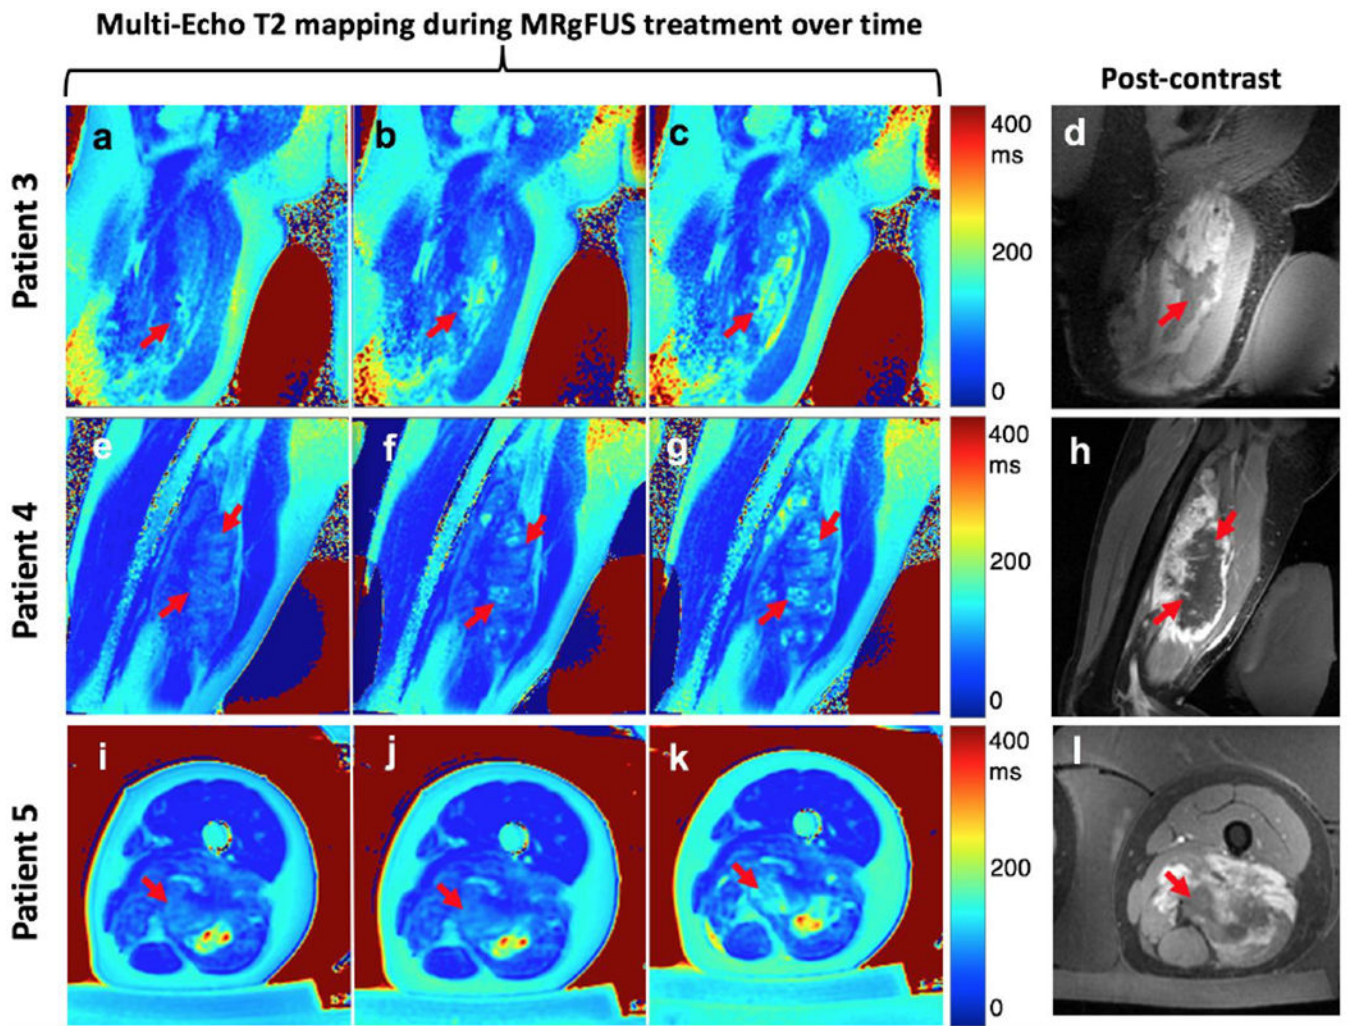 Multi-Echo T2 mapping during MRgFUS treatment over time
Post-contrast
Patient 3
a
b
c
400
ms
200
0
d
Patient 4
e
f
g
400
ms
200
0
h
Patient 5
i
j
k
400
ms
200
0
l